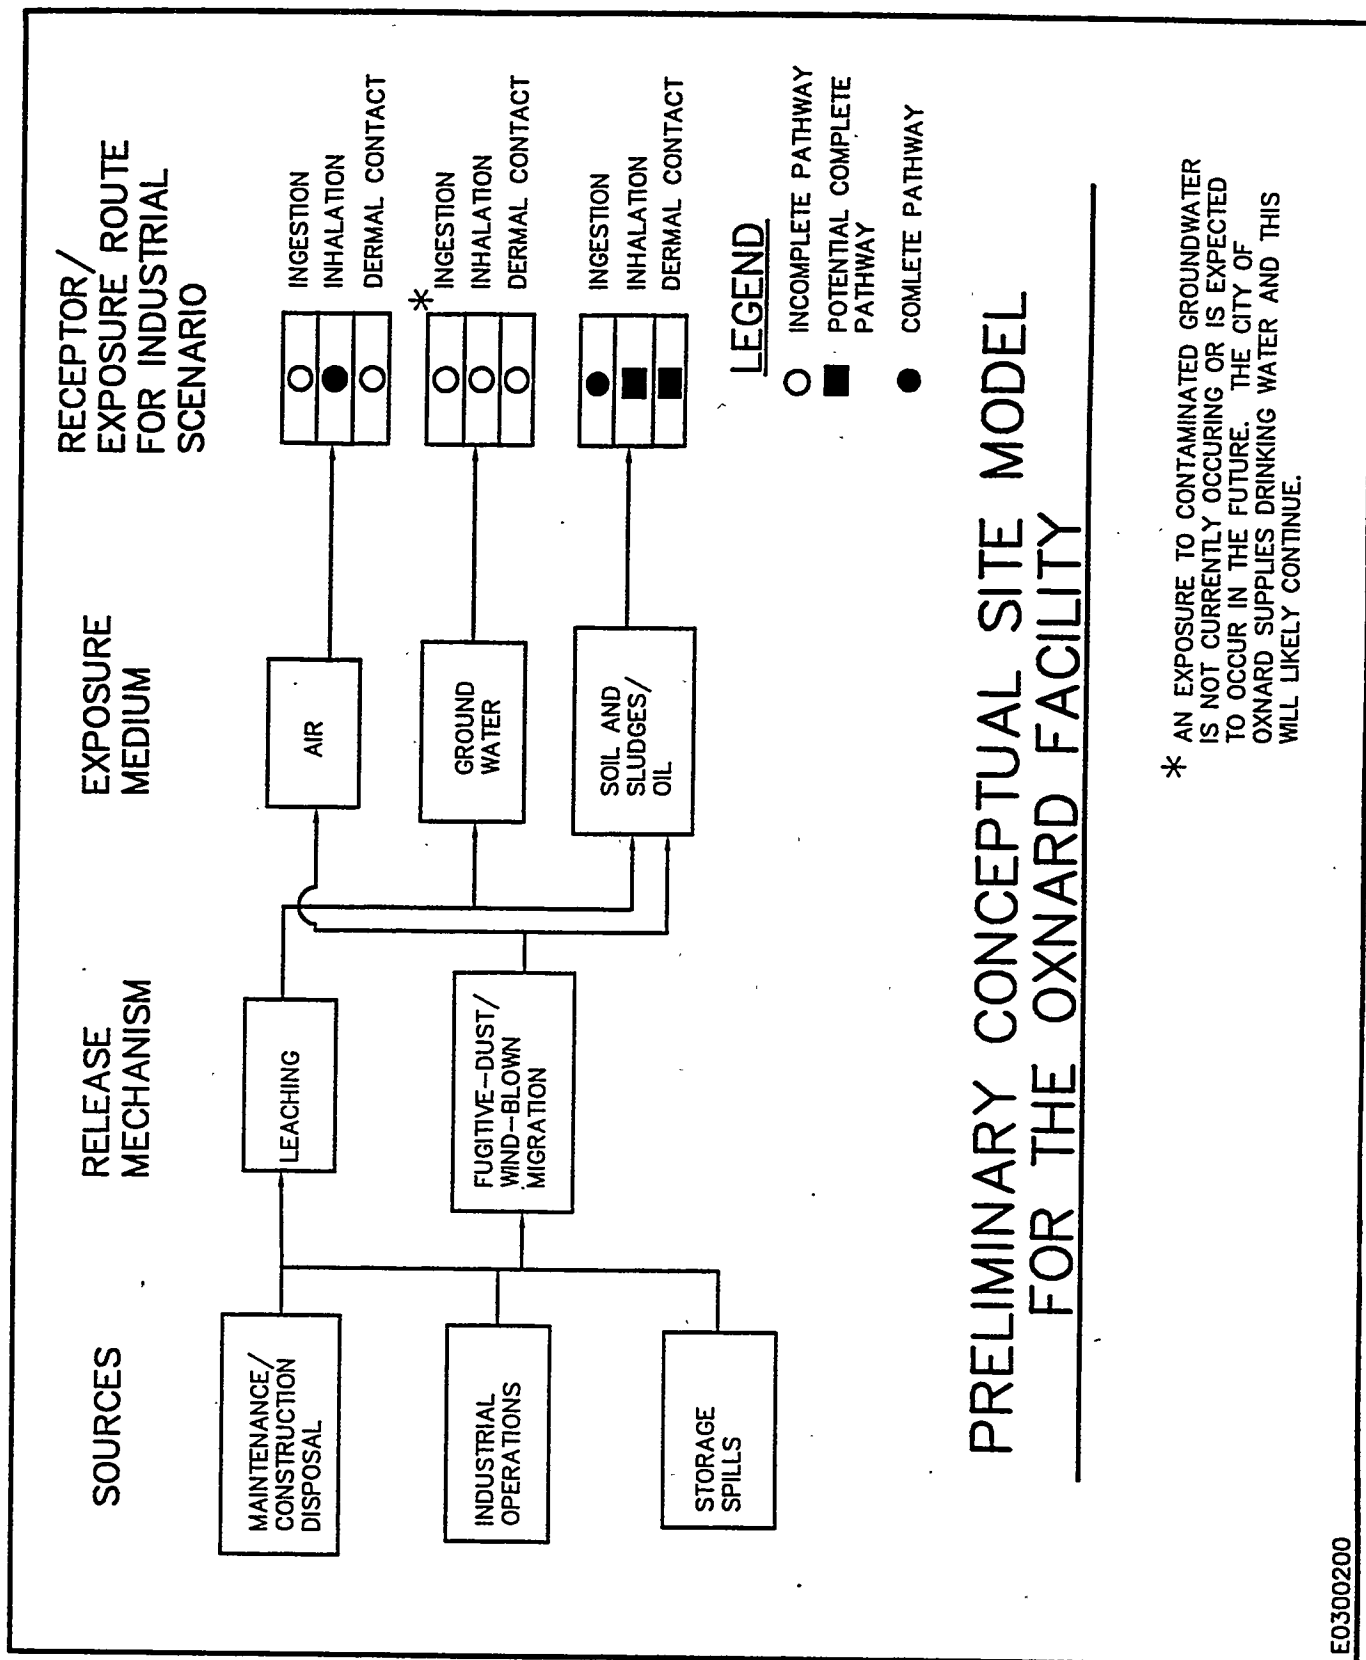 SOURCES
RELEASE
MECHANISM
EXPOSURE
MEDIUM
RECEPTOR/
EXPOSURE ROUTE
FOR INDUSTRIAL
SCENARIO
MAINTENANCE/
CONSTRUCTION
DISPOSAL
INDUSTRIAL
OPERATIONS
STORAGE
SPILLS
LEACHING
FUGITIVE-DUST/
WIND-BLOWN
MIGRATION
AIR
GROUND
WATER
SOIL AND
SLUDGES/
OIL
INGESTION
INHALATION
DERMAL CONTACT
* INGESTION
INHALATION
DERMAL CONTACT
INGESTION
INHALATION
DERMAL CONTACT
LEGEND
INCOMPLETE PATHWAY
POTENTIAL COMPLETE
PATHWAY
COMLETE PATHWAY
PRELIMINARY CONCEPTUAL SITE MODEL
FOR THE OXNARD FACILITY
* AN EXPOSURE TO CONTAMINATED GROUNDWATER
IS NOT CURRENTLY OCCURING OR IS EXPECTED
TO OCCUR IN THE FUTURE. THE CITY OF
OXNARD SUPPLIES DRINKING WATER AND THIS
WILL LIKELY CONTINUE.
E0300200